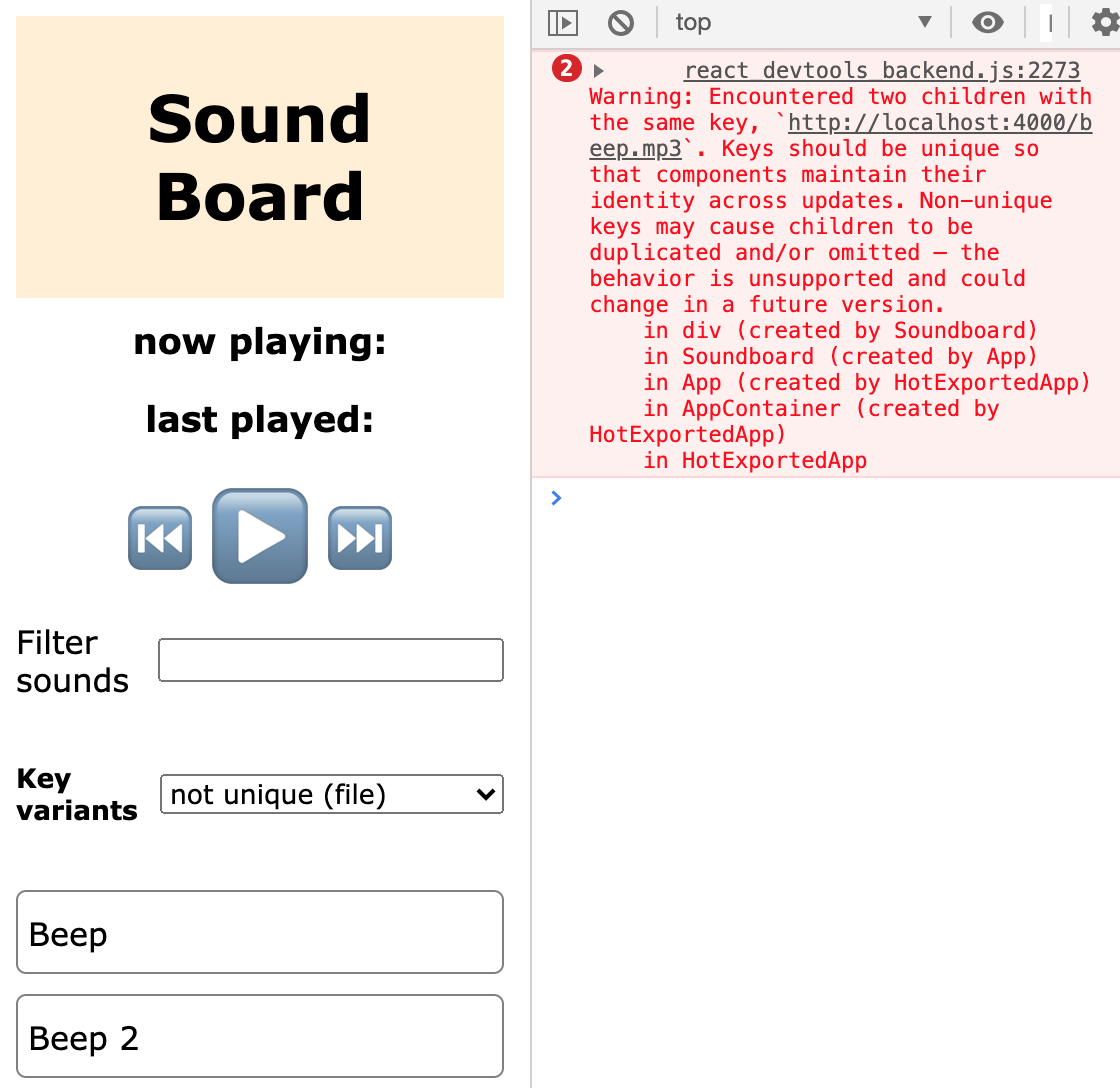 Sound
Board
now playing:
last played:
Filter
sounds
Key
variants
not unique (file)
Beep
Beep 2
top
2
react_devtools_backend.js:2273
Warning: Encountered two children with
the same key, `http://localhost:4000/b
eep.mp3`. Keys should be unique so
that components maintain their
identity across updates. Non-unique
keys may cause children to be
duplicated and/or omitted — the
behavior is unsupported and could
change in a future version.
in div (created by Soundboard)
in Soundboard (created by App)
in App (created by HotExportedApp)
in AppContainer (created by
HotExportedApp)
in HotExportedApp